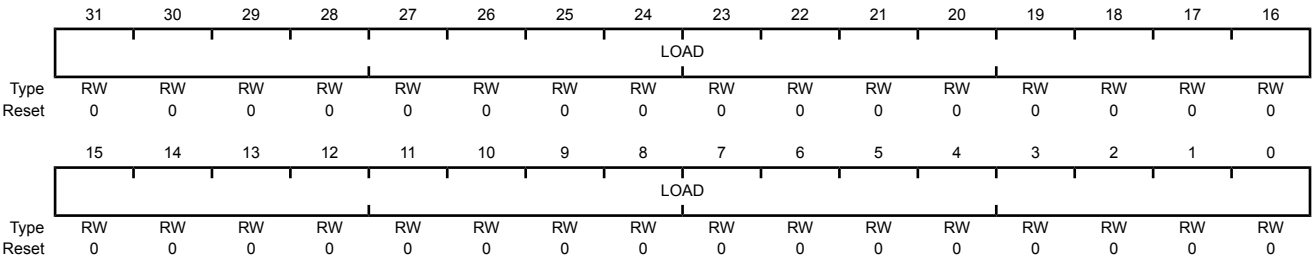 31 30 29 28 27 26 25 24 23 22 21 20 19 18 17 16
LOAD
Type RW RW RW RW RW RW RW RW RW RW RW RW RW RW RW RW
Reset 0 0 0 0 0 0 0 0 0 0 0 0 0 0 0 0
15 14 13 12 11 10 9 8 7 6 5 4 3 2 1 0
LOAD
Type RW RW RW RW RW RW RW RW RW RW RW RW RW RW RW RW
Reset 0 0 0 0 0 0 0 0 0 0 0 0 0 0 0 0